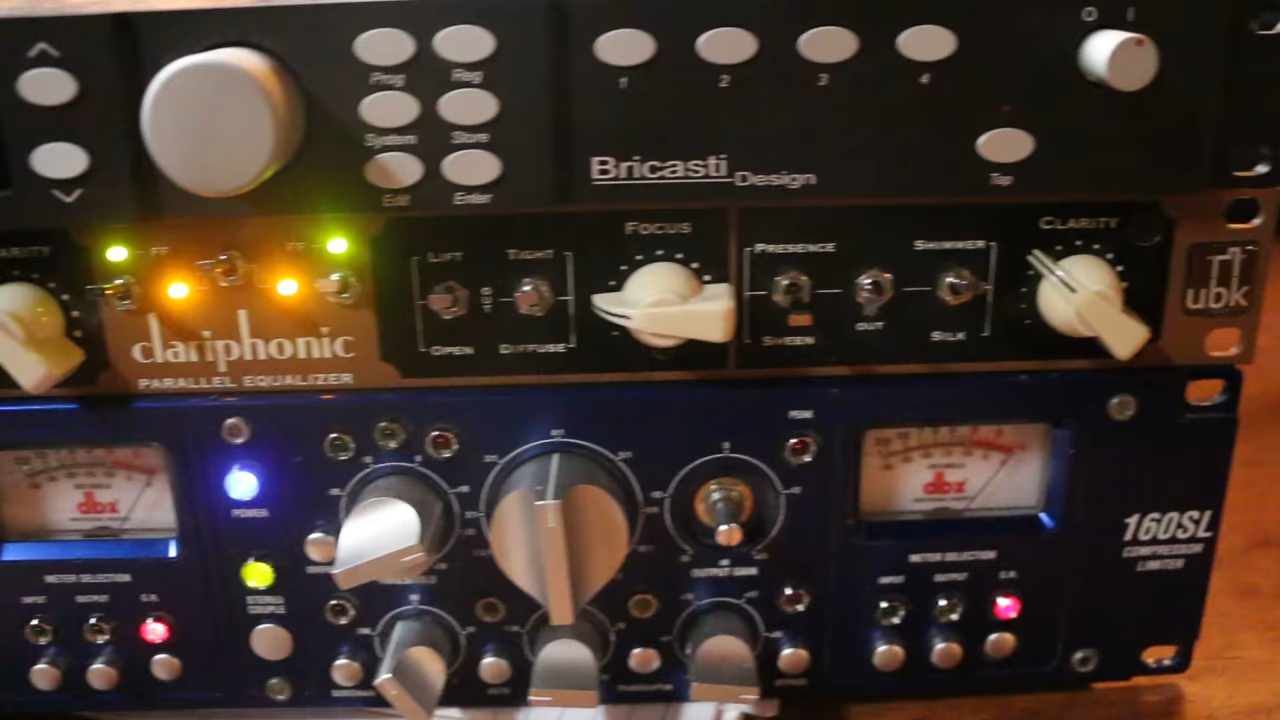 Prog
Reg
1
2
3
4
O I
System
Store
Edit
Enter
Bricasti Design
Tap
FF
FF
LIFT
TIGHT
OUT
OPEN
DIFFUSE
FOCUS
PRESENCE
SHIMMER
SHEEN
OUT
SILK
CLARITY
ubk
clariphonic
PARALLEL EQUALIZER
dbx
POWER
METER SELECTION
INPUT
OUTPUT
G.R.
STEREO
COUPLE
PEAK
OUTPUT GAIN
dbx
METER SELECTION
INPUT
OUTPUT
G.R.
160SL
COMPRESSOR
LIMITER